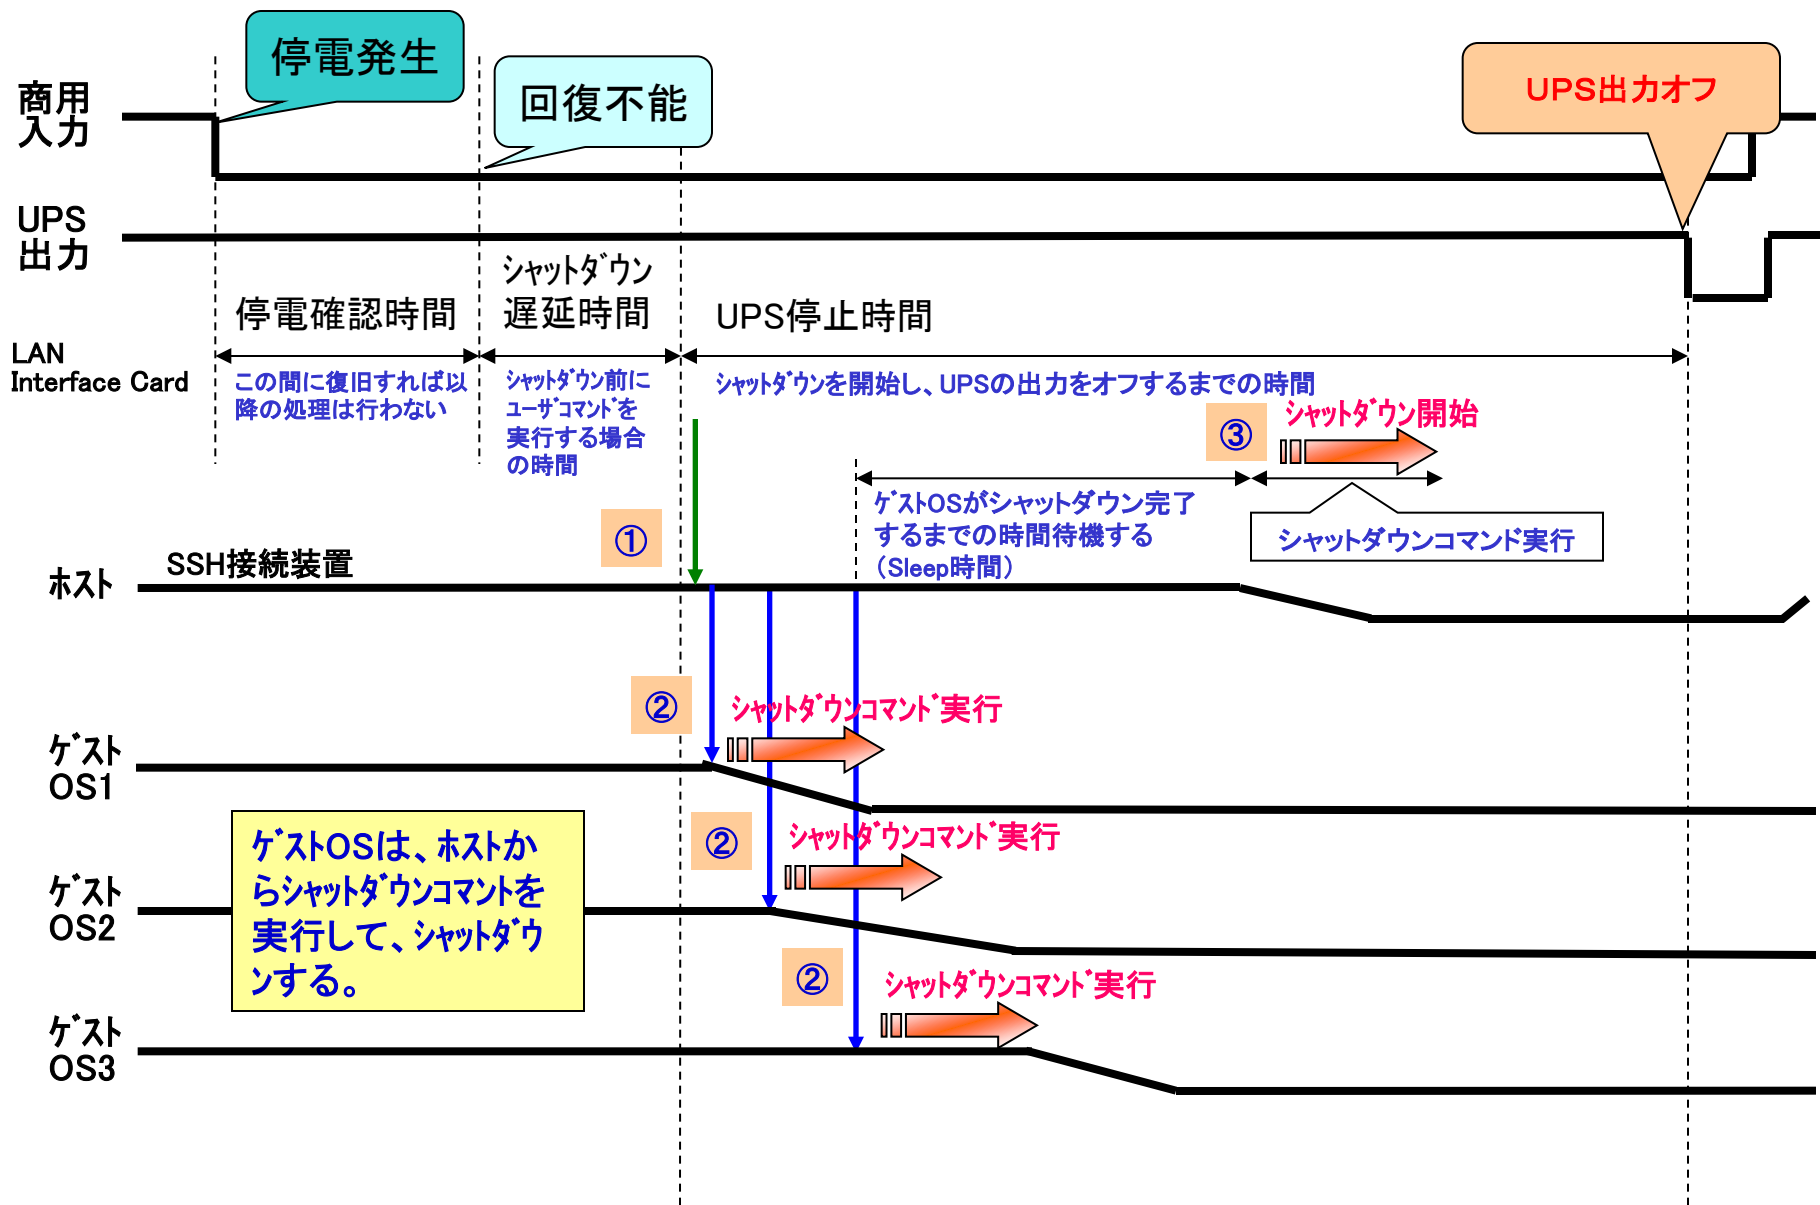 停電発生
回復不能
UPS出力オフ
商用
入力
UPS
出力
ｼｬｯﾄﾀﾞｳﾝ
遅延時間
停電確認時間
UPS停止時間
LAN
Interface Card
この間に復旧すれば以
降の処理は行わない
ｼｬｯﾄﾀﾞｳﾝ前に
ﾕｰｻﾞｺﾏﾝﾄﾞを
実行する場合
の時間
ｼｬｯﾄﾀﾞｳﾝを開始し、UPSの出力をオフするまでの時間
③
ｼｬｯﾄﾀﾞｳﾝ開始
ｹﾞｽﾄOSがシャットダウン完了
するまでの時間待機する
（Sleep時間）
シャットダウンコマンド実行
①
SSH接続装置
ﾎｽﾄ
②
ｼｬｯﾄﾀﾞｳﾝｺﾏﾝﾄﾞ実行
ｹﾞｽﾄ
OS1
②
ｼｬｯﾄﾀﾞｳﾝｺﾏﾝﾄﾞ実行
ｹﾞｽﾄOSは、ﾎｽﾄか
らｼｬｯﾄﾀﾞｳﾝｺﾏﾝﾄを
実行して、ｼｬｯﾄﾀﾞｳ
ﾝする。
ｹﾞｽﾄ
OS2
②
ｼｬｯﾄﾀﾞｳﾝｺﾏﾝﾄﾞ実行
ｹﾞｽﾄ
OS3